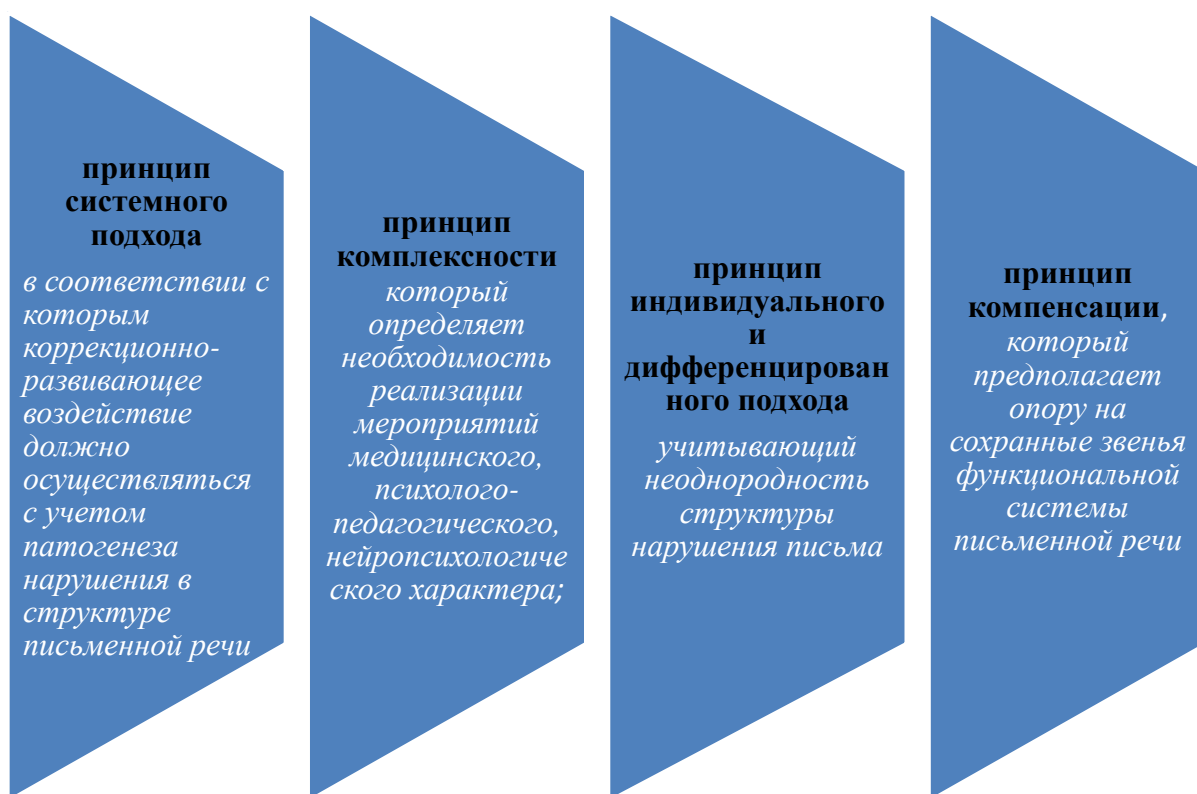 принцип
системного
подхода
в соответствии с
которым
коррекционно-
развивающее
воздействие
должно
осуществляться
с учетом
патогенеза
нарушения в
структуре
письменной речи
принцип
комплексности
который
определяет
необходимость
реализации
мероприятий
медицинского,
психолого-
педагогического,
нейропсихологиче
ского характера;
принцип
индивидуального
и
дифференцирован
ного подхода
учитывающий
неоднородность
структуры
нарушения письма
принцип
компенсации,
который
предполагает
опору на
сохранные звенья
функциональной
системы
письменной речи